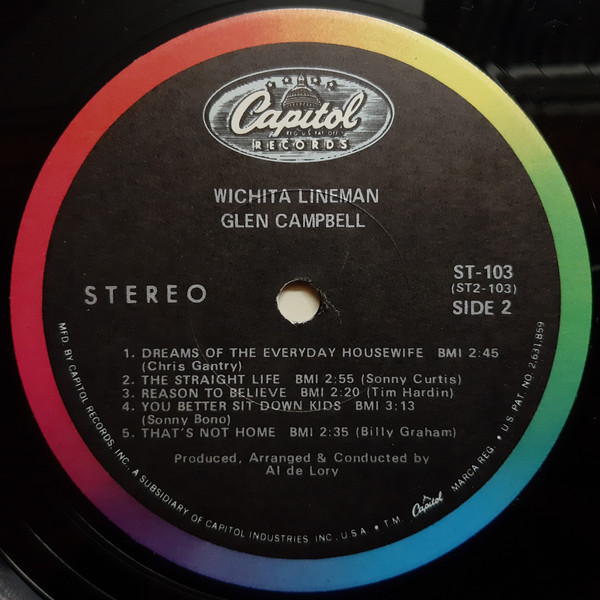 Capitol
REG. U.S. PAT. OFF.
RECORDS
WICHITA LINEMAN
GLEN CAMPBELL
STEREO
ST-103
(ST2-103)
SIDE 2
1. DREAMS OF THE EVERYDAY HOUSEWIFE BMI 2:45
(Chris Gantry)
2. THE STRAIGHT LIFE BMI 2:55 (Sonny Curtis)
3. REASON TO BELIEVE BMI 2:20 (Tim Hardin)
4. YOU BETTER SIT DOWN KIDS BMI 3:13
(Sonny Bono)
5. THAT'S NOT HOME BMI 2:35 (Billy Graham)
Produced, Arranged & Conducted by
Al de Lory
MFD. BY CAPITOL RECORDS, INC., A SUBSIDIARY OF CAPITOL INDUSTRIES, INC., U.S.A. • T.M. Capitol MARCA REG. • U.S. PAT. NO. 2,631,859